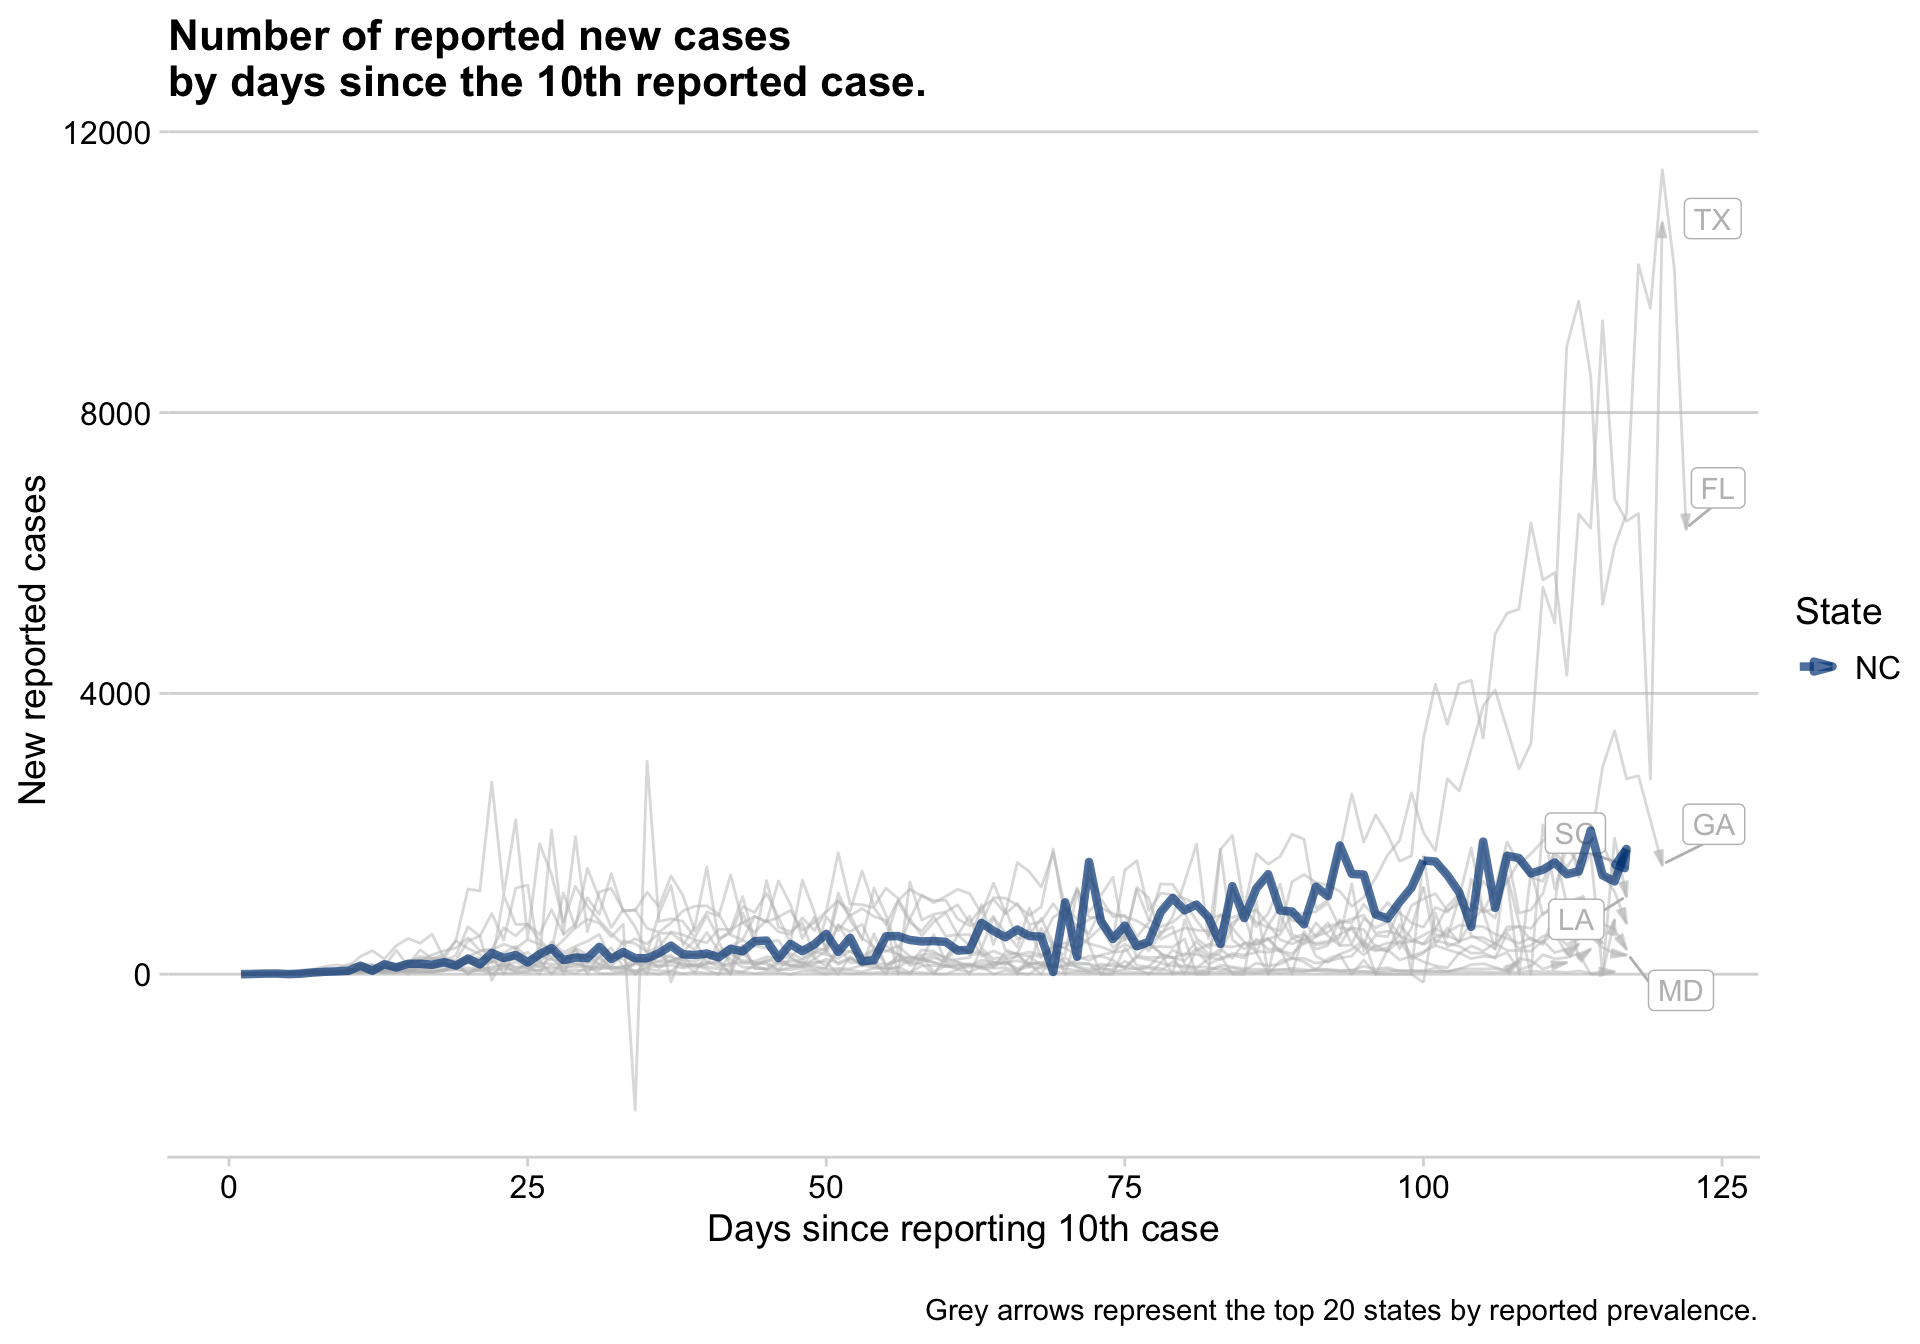 Number of reported new cases
by days since the 10th reported case.
12000
8000
4000
0
New reported cases
TX
FL
GA
SC
LA
MD
State
NC
0 25 50 75 100 125
Days since reporting 10th case
Grey arrows represent the top 20 states by reported prevalence.